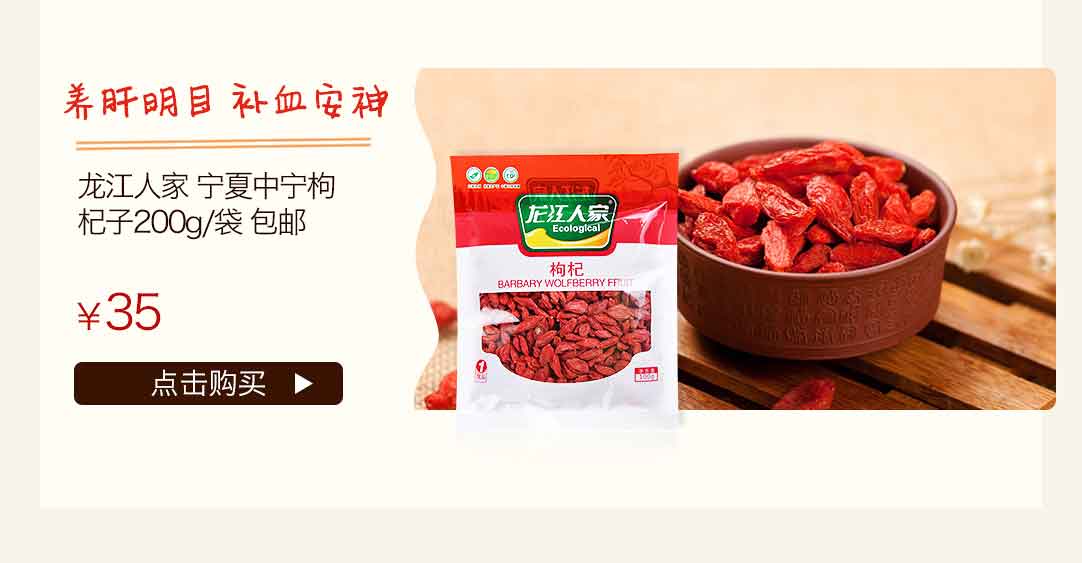 养肝明目 补血安神
龙江人家 宁夏中宁枸
杞子200g/袋 包邮
¥35
点击购买
龙江人家
Ecological
枸杞
BARBARY WOLFBERRY FRUIT